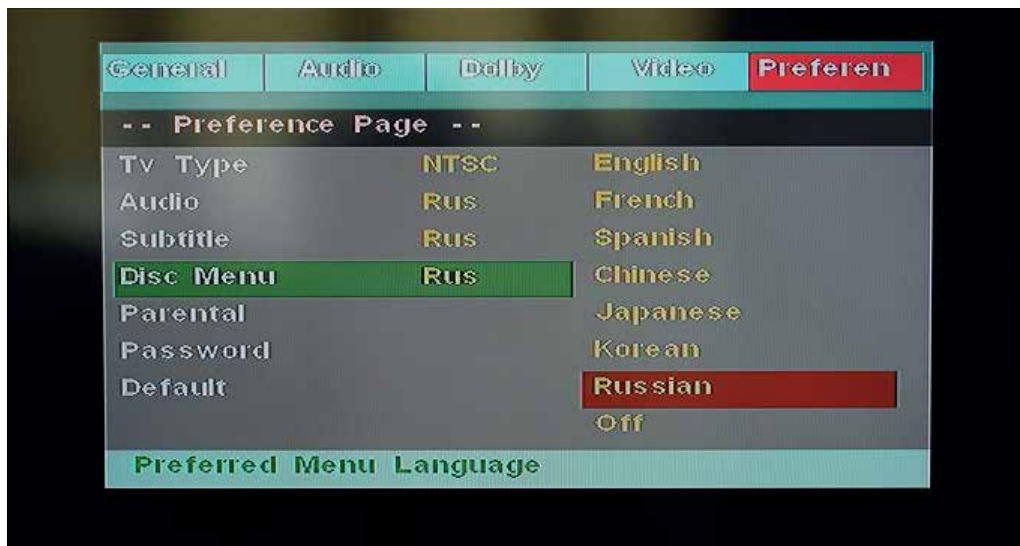 General Audio Dolby Video Preferen
-- Preference Page --
Tv Type NTSC English
Audio Rus French
Subtitle Rus Spanish
Disc Menu Rus Chinese
Parental Japanese
Password Korean
Default Russian
Off
Preferred Menu Language